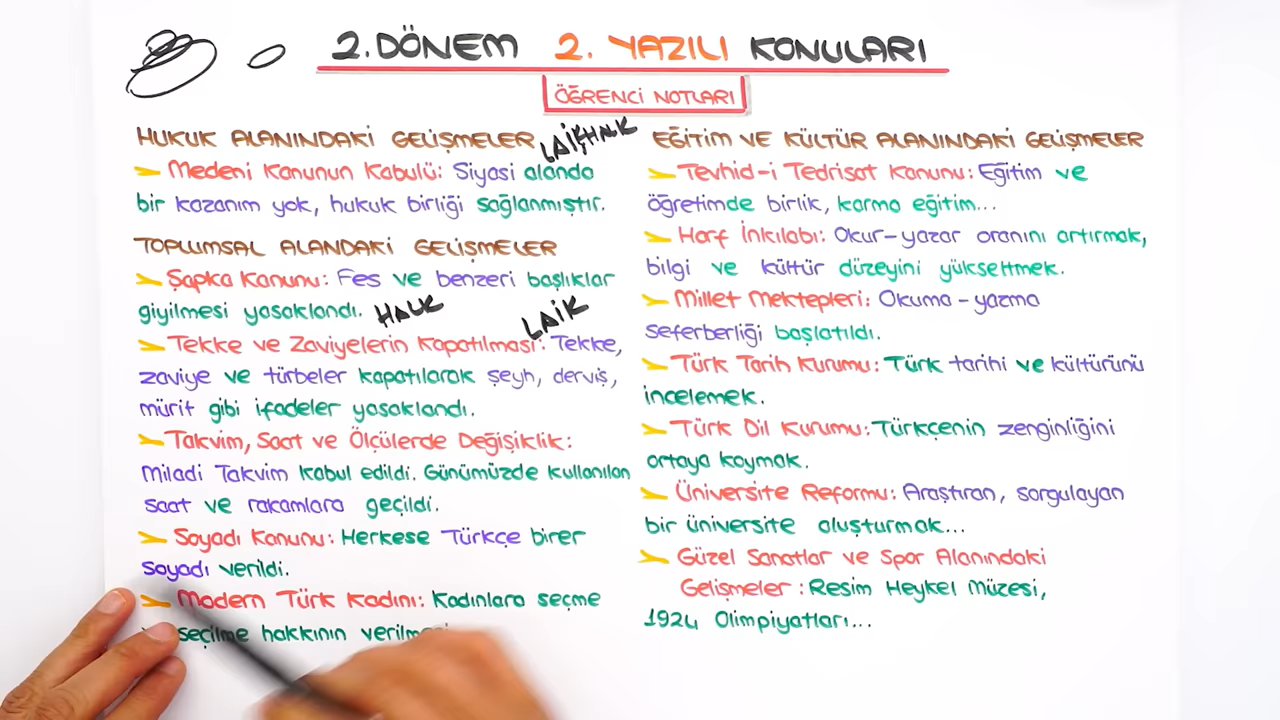 2. DÖNEM 2. YAZILI KONULARI
ÖĞRENCİ NOTLARI
HUKUK ALANINDAKİ GELİŞMELER LAİK HALK
Medeni Kanunun Kabulü: Siyasi alanda
bir kazanım yok, hukuk birliği sağlanmıştır.
TOPLUMSAL ALANDAKİ GELİŞMELER
Şapka Kanunu: Fes ve benzeri başlıklar
giyilmesi yasaklandı. HALK
LAİK
Tekke ve Zaviyelerin Kapatılması: Tekke,
zaviye ve türbeler kapatılarak şeyh, derviş,
mürit gibi ifadeler yasaklandı.
Takvim, Saat ve Ölçülerde Değişiklik:
Miladi Takvim kabul edildi. Günümüzde kullanılan
saat ve rakamlara geçildi.
Soyadı Kanunu: Herkese Türkçe birer
soyadı verildi.
Modern Türk Kadını: Kadınlara seçme
seçilme hakkının
EĞİTİM VE KÜLTÜR ALANINDAKİ GELİŞMELER
Tevhid-i Tedrisat Kanunu: Eğitim ve
öğretimde birlik, karma eğitim...
Harf İnkılabı: Okur-yazar oranını artırmak,
bilgi ve kültür düzeyini yükseltmek.
Millet Mektepleri: Okuma-yazma
seferberliği başlatıldı.
Türk Tarih Kurumu: Türk tarihi ve kültürünü
incelemek.
Türk Dil Kurumu: Türkçenin zenginliğini
ortaya koymak.
Üniversite Reformu: Araştıran, sorgulayan
bir üniversite oluşturmak...
Güzel Sanatlar ve Spor Alanındaki
Gelişmeler: Resim Heykel Müzesi,
1924 Olimpiyatları...